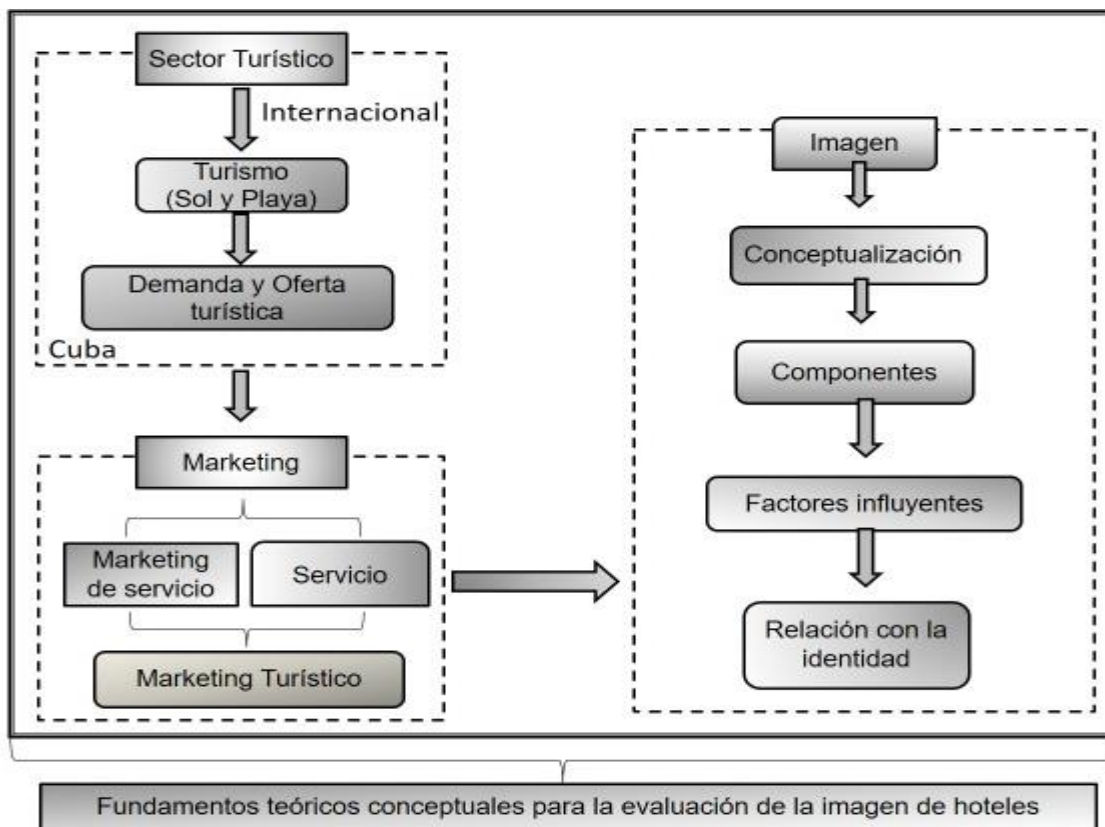 Sector Turístico
Internacional
Turismo
(Sol y Playa)
Demanda y Oferta
turística
Cuba
Marketing
Marketing
de servicio
Servicio
Marketing Turístico
Imagen
Conceptualización
Componentes
Factores influyentes
Relación con la
identidad
Fundamentos teóricos conceptuales para la evaluación de la imagen de hoteles